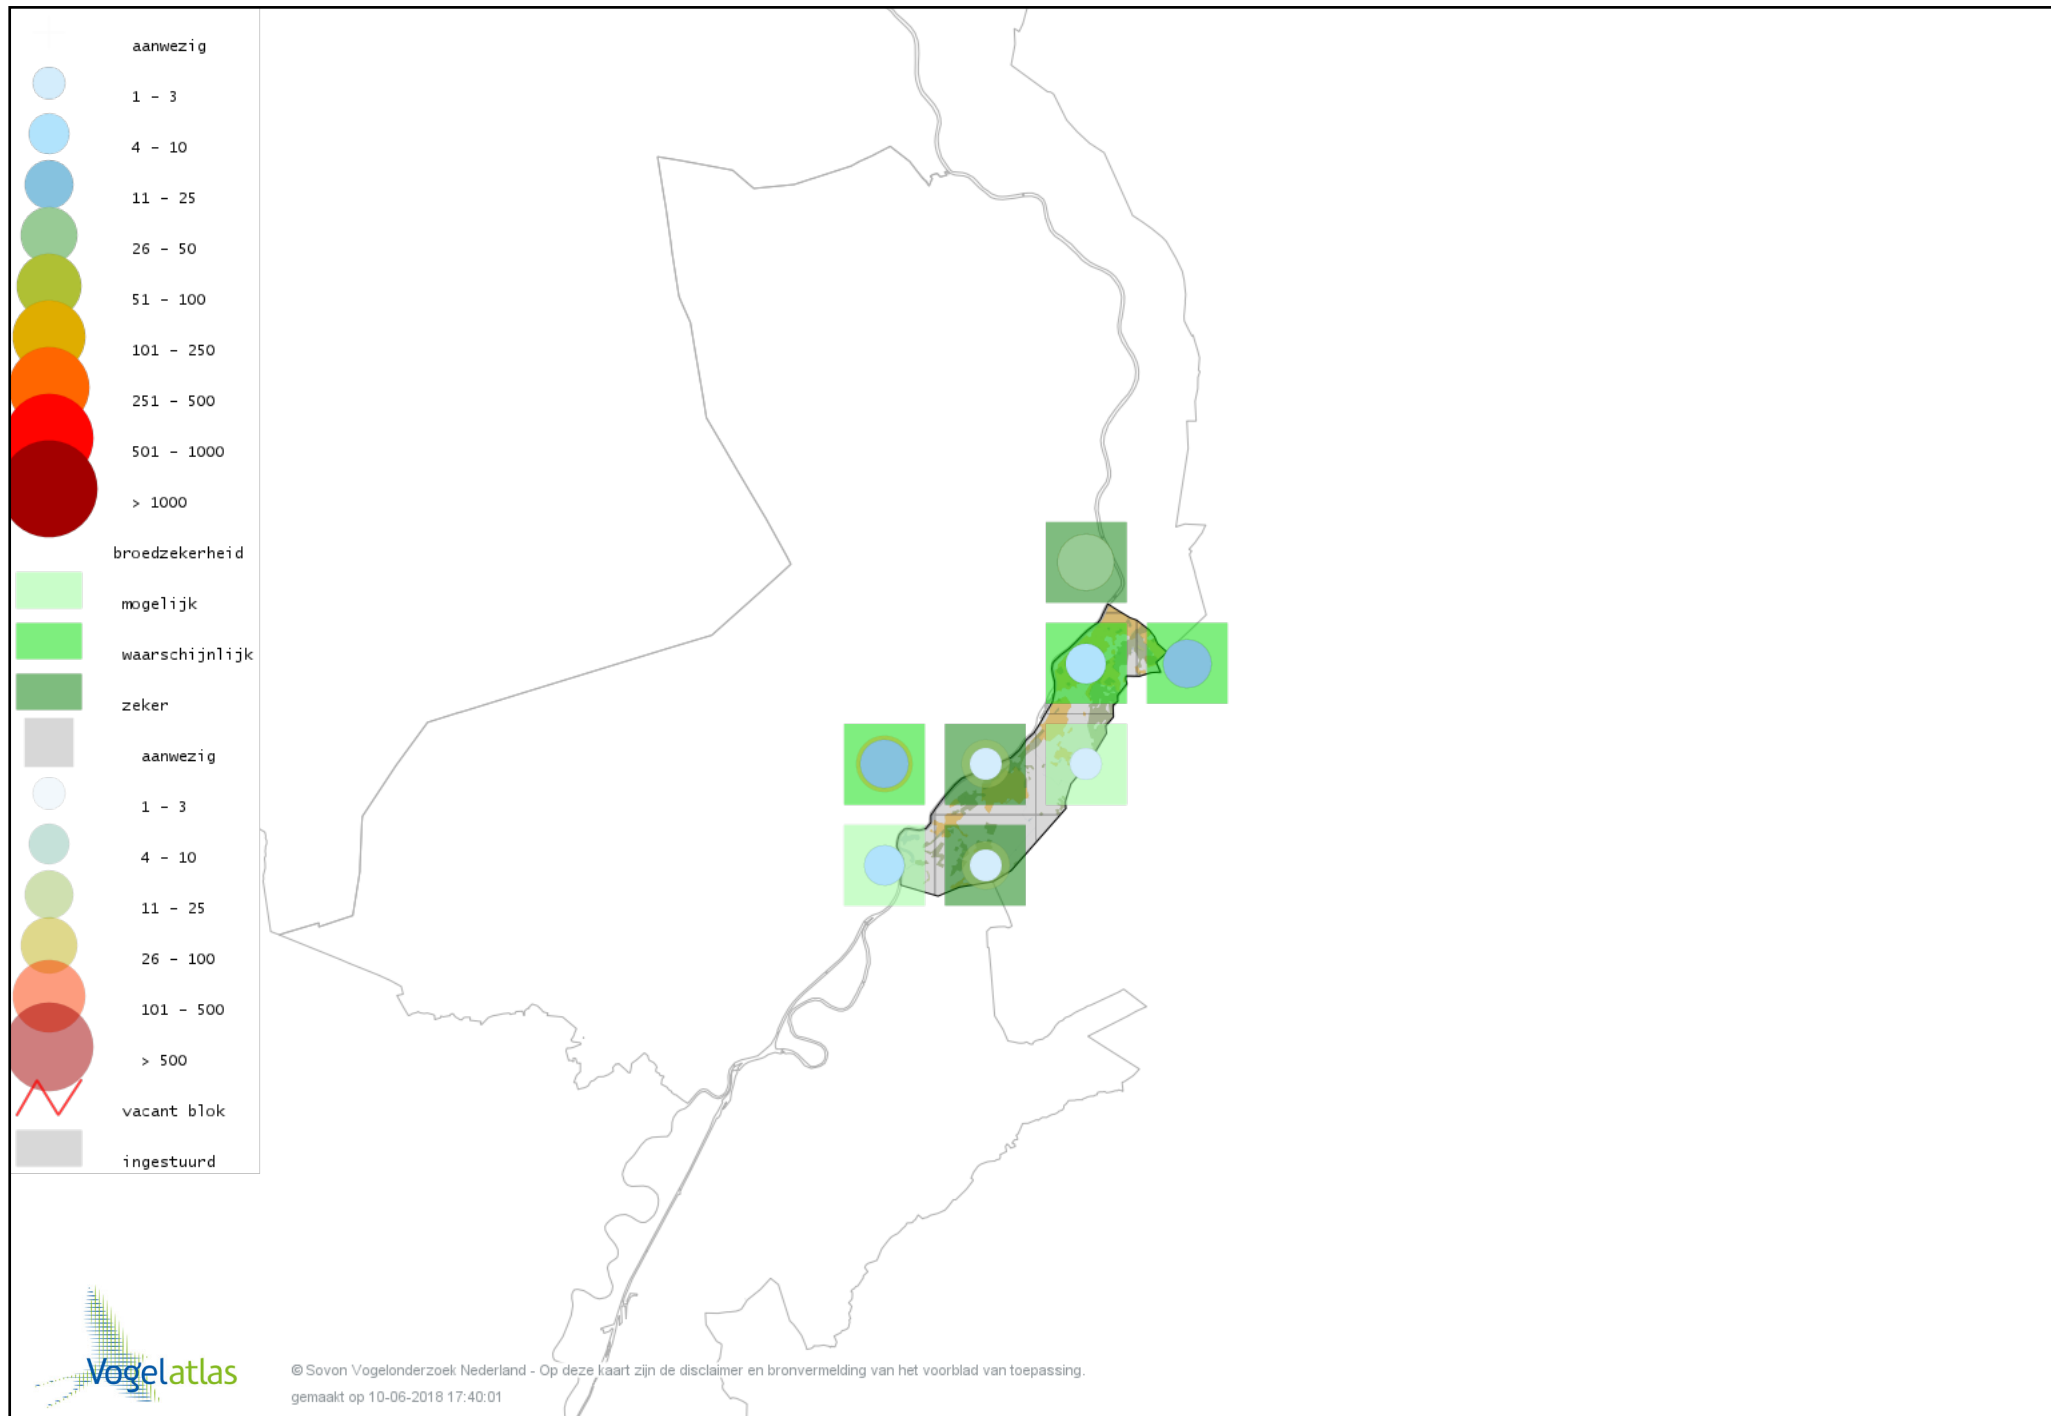 aanwezig
1 - 3
4 - 10
11 - 25
26 - 50
51 - 100
101 - 250
251 - 500
501 - 1000
> 1000
broedzekerheid
mogelijk
waarschijnlijk
zeker
aanwezig
1 - 3
4 - 10
11 - 25
26 - 100
101 - 500
> 500
vacant blok
ingestuurd
Vogelatlas
© Sovon Vogelonderzoek Nederland - Op deze kaart zijn de disclaimer en bronvermelding van het voorblad van toepassing.
gemaakt op 10-06-2018 17:40:01